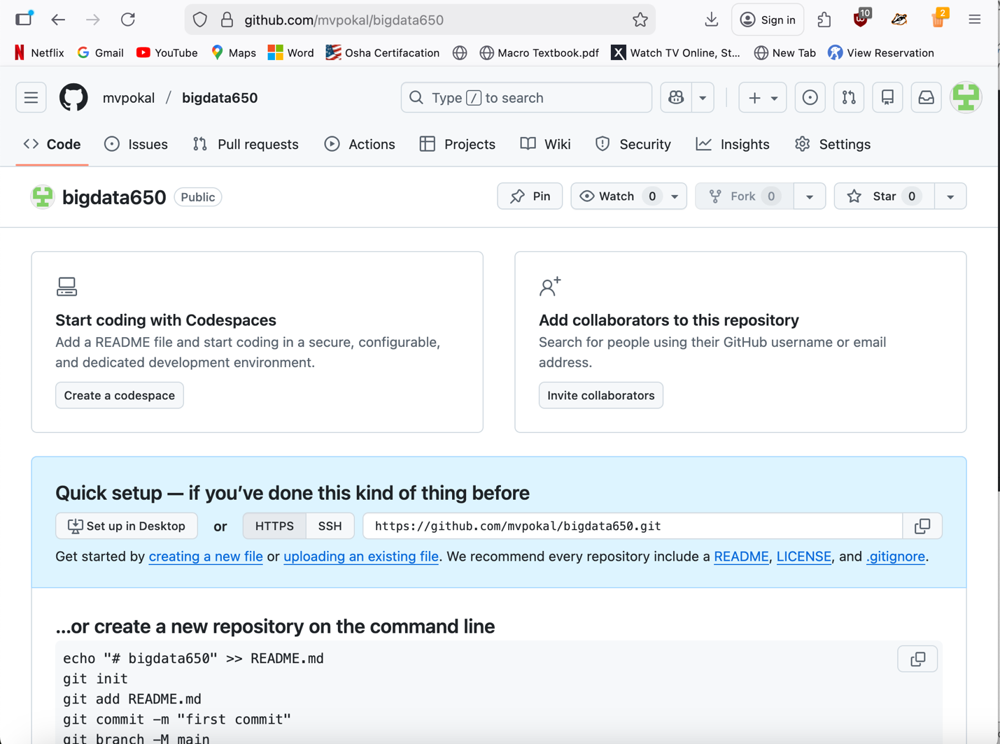 github.com/mvpokal/bigdata650
Sign in
10
2
Netflix
Gmail
YouTube
Maps
Word
Osha Certifacation
Macro Textbook.pdf
Watch TV Online, St...
New Tab
View Reservation
mvpokal / bigdata650
Type / to search
Code
Issues
Pull requests
Actions
Projects
Wiki
Security
Insights
Settings
bigdata650 Public
Pin
Watch 0
Fork 0
Star 0
Start coding with Codespaces
Add a README file and start coding in a secure, configurable,
and dedicated development environment.
Create a codespace
Add collaborators to this repository
Search for people using their GitHub username or email
address.
Invite collaborators
Quick setup — if you’ve done this kind of thing before
Set up in Desktop or HTTPS SSH https://github.com/mvpokal/bigdata650.git
Get started by creating a new file or uploading an existing file. We recommend every repository include a README, LICENSE, and .gitignore.
...or create a new repository on the command line
echo "# bigdata650" >> README.md
git init
git add README.md
git commit -m "first commit"
git branch -M main